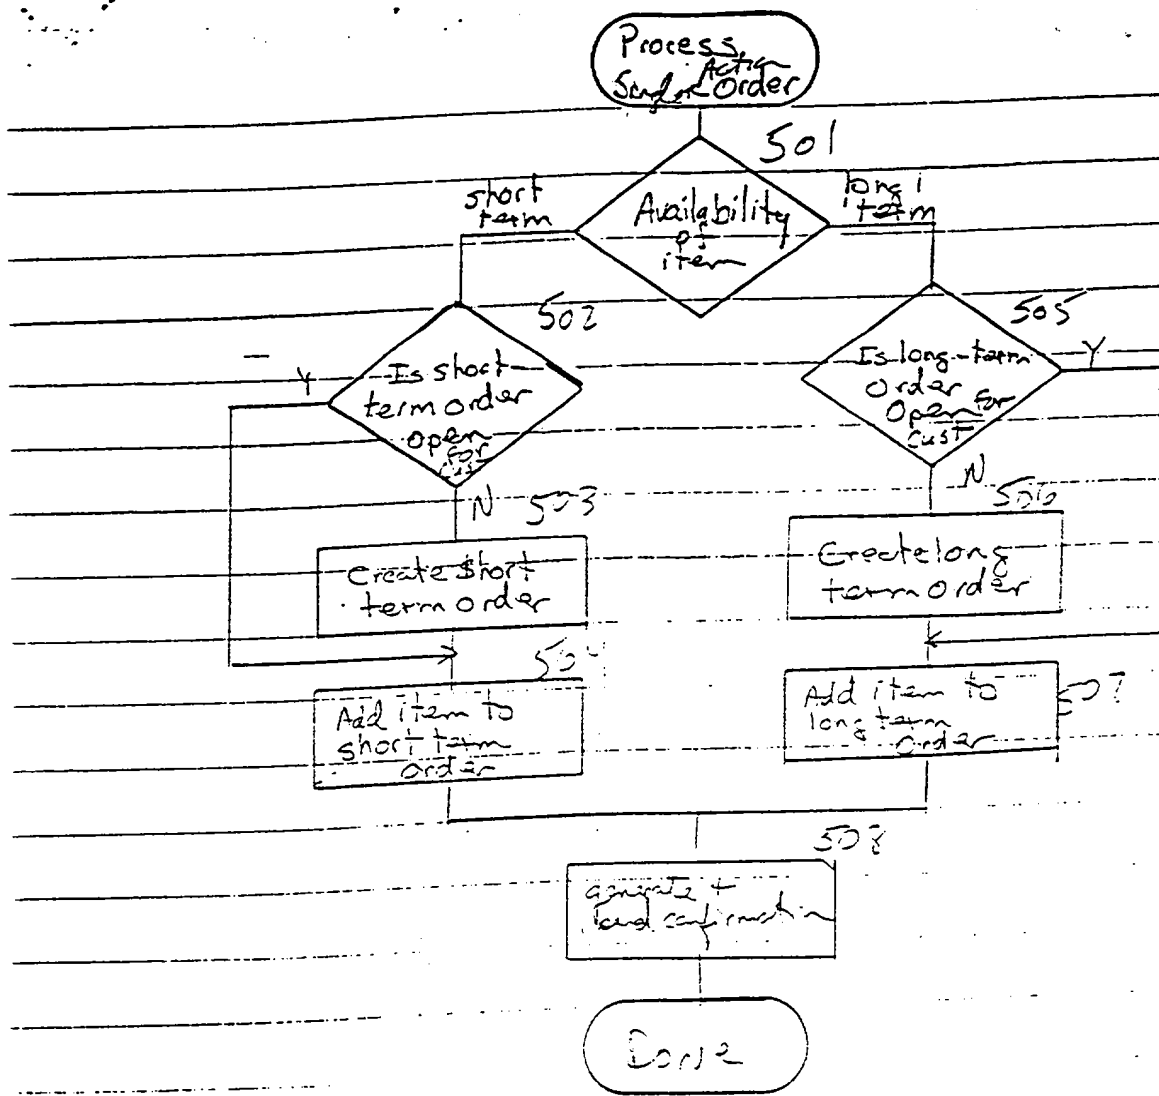 Process
Action
Single Order
501
short
term
long
term
Availability
of
item
502
505
Y
Is short-
term order
open
for
cust
Is long-term
order
open for
cust
Y
N
503
N
506
Create short
term order
Create long
term order
504
Add item to
short term
order
Add item to
long term
order
507
508
generate +
send confirmation
Done